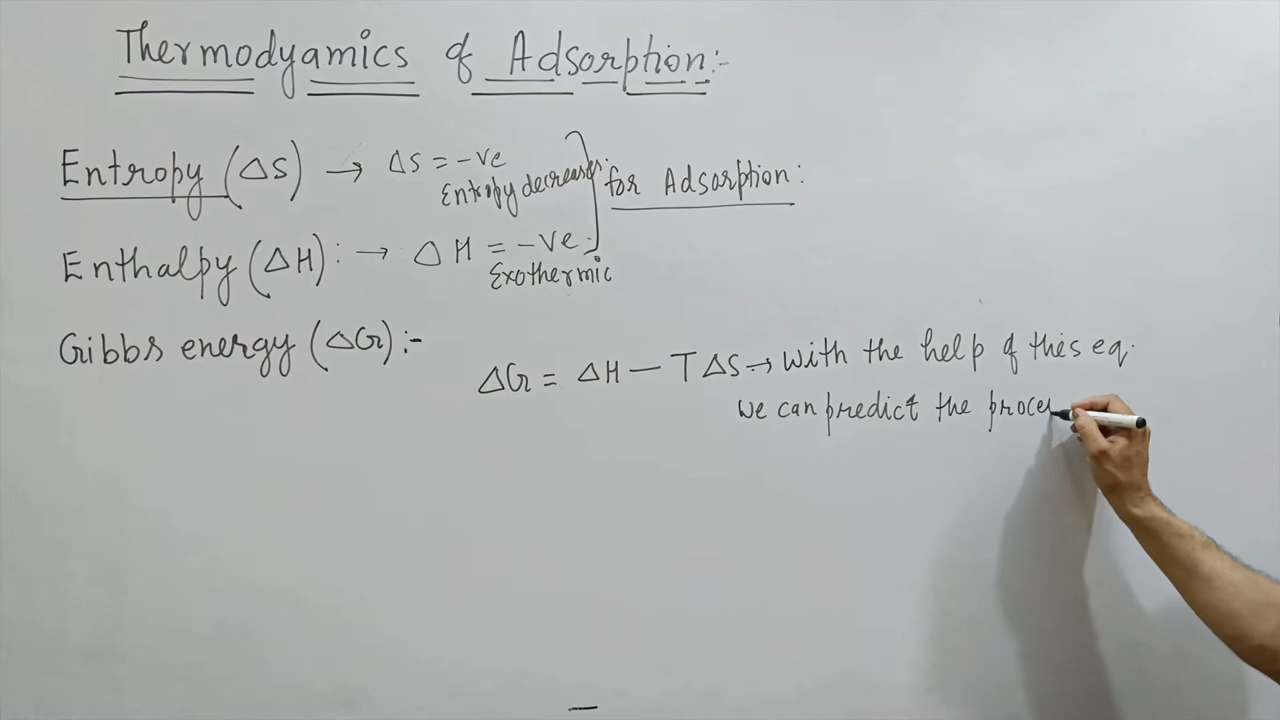 Thermodyamics of Adsorption:-
Entropy (ΔS) → ΔS = -ve
Entropy decreases.
for Adsorption:
Enthalpy (ΔH): → ΔH = -ve.
Exothermic
Gibbs energy (ΔG):-
ΔG = ΔH - TΔS → with the help of this eq.
we can predict the proces